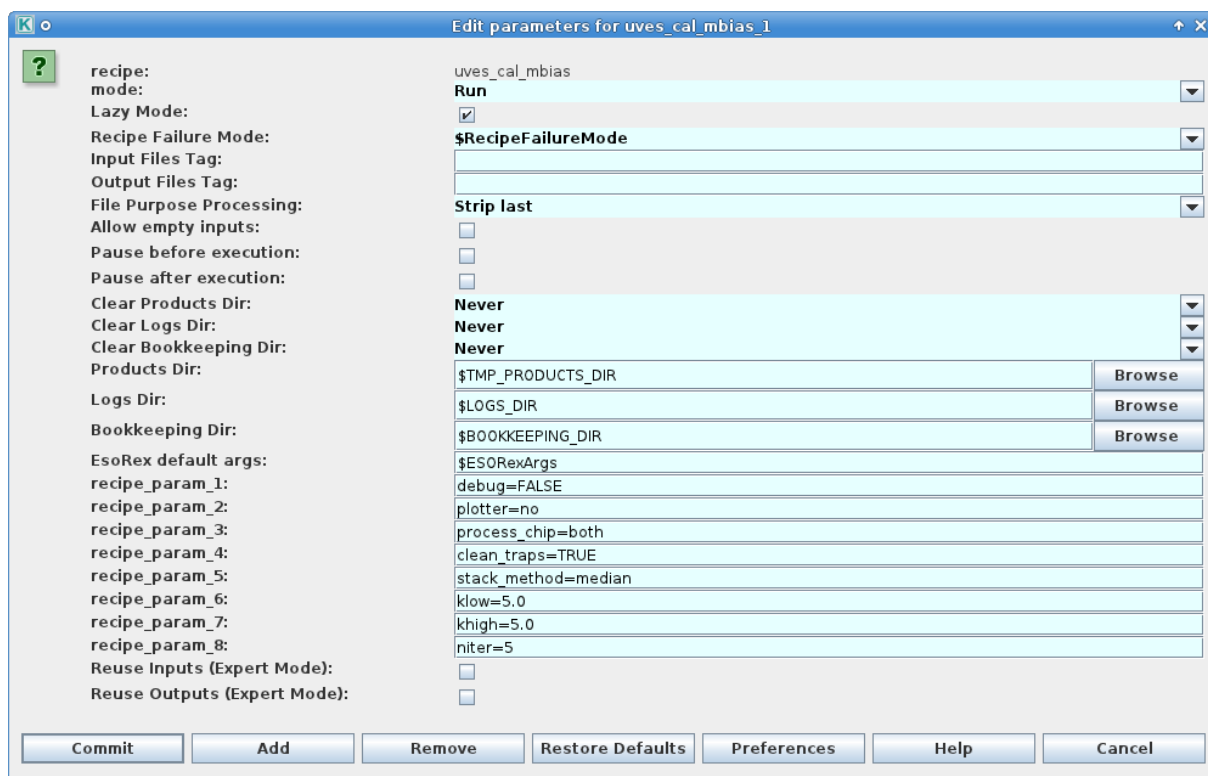 K Edit parameters for uves_cal_mbias_1
?
recipe: uves_cal_mbias
mode: Run
Lazy Mode:
Recipe Failure Mode: $RecipeFailureMode
Input Files Tag:
Output Files Tag:
File Purpose Processing: Strip last
Allow empty inputs:
Pause before execution:
Pause after execution:
Clear Products Dir: Never
Clear Logs Dir: Never
Clear Bookkeeping Dir: Never
Products Dir: $TMP_PRODUCTS_DIR Browse
Logs Dir: $LOGS_DIR Browse
Bookkeeping Dir: $BOOKKEEPING_DIR Browse
EsoRex default args: $ESORexArgs
recipe_param_1: debug=FALSE
recipe_param_2: plotter=no
recipe_param_3: process_chip=both
recipe_param_4: clean_traps=TRUE
recipe_param_5: stack_method=median
recipe_param_6: klow=5.0
recipe_param_7: khigh=5.0
recipe_param_8: niter=5
Reuse Inputs (Expert Mode):
Reuse Outputs (Expert Mode):
Commit Add Remove Restore Defaults Preferences Help Cancel